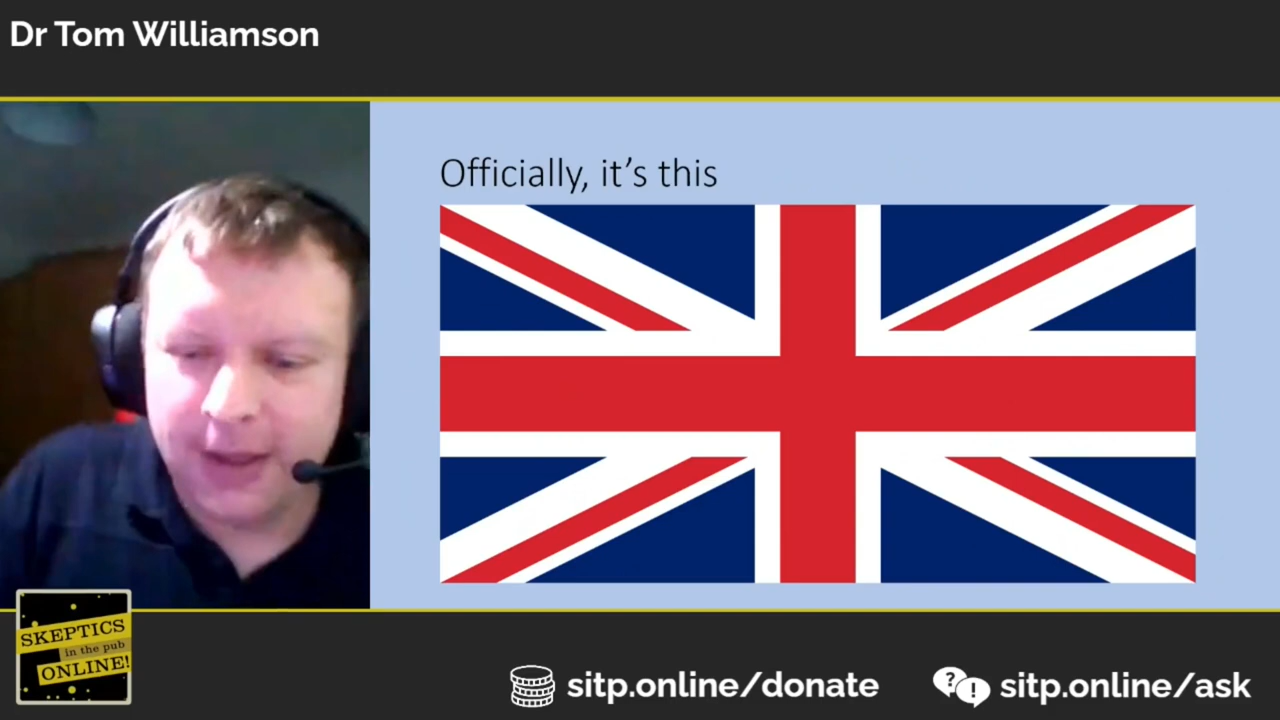 Dr Tom Williamson
Officially, it's this
SKEPTICS
in the pub
ONLINE!
sitp.online/donate
? !
sitp.online/ask